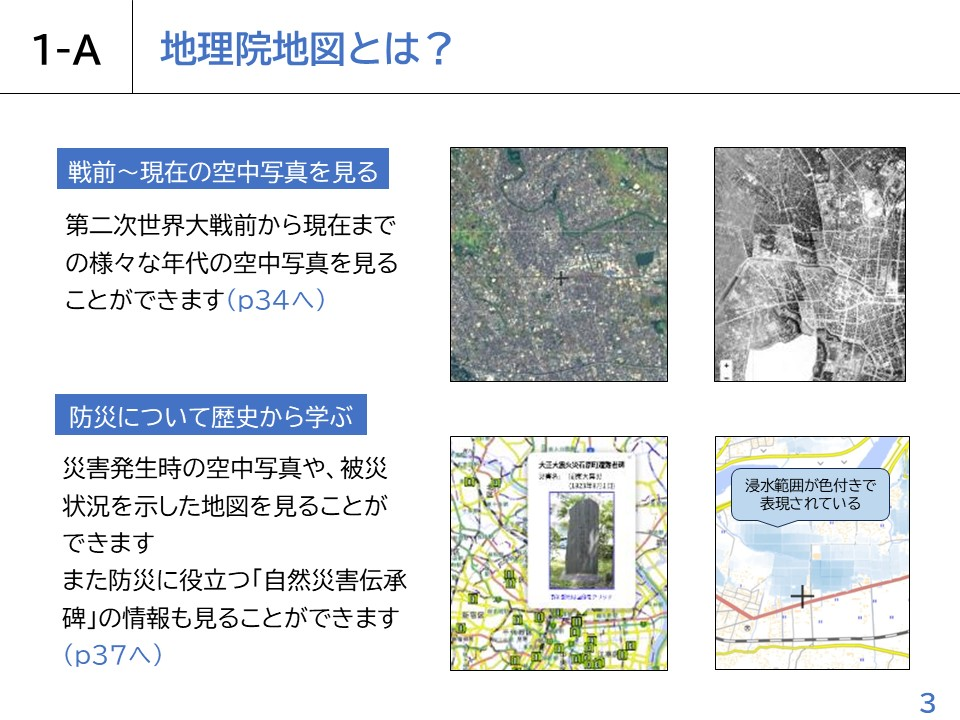 1-A
地理院地図とは？
戦前～現在の空中写真を見る
第二次世界大戦前から現在まで
の様々な年代の空中写真を見る
ことができます(p34へ)
防災について歴史から学ぶ
災害発生時の空中写真や、被災
状況を示した地図を見ることが
できます
また防災に役立つ「自然災害伝承
碑」の情報も見ることができます
(p37へ)
浸水範囲が色付きで
表現されている
3